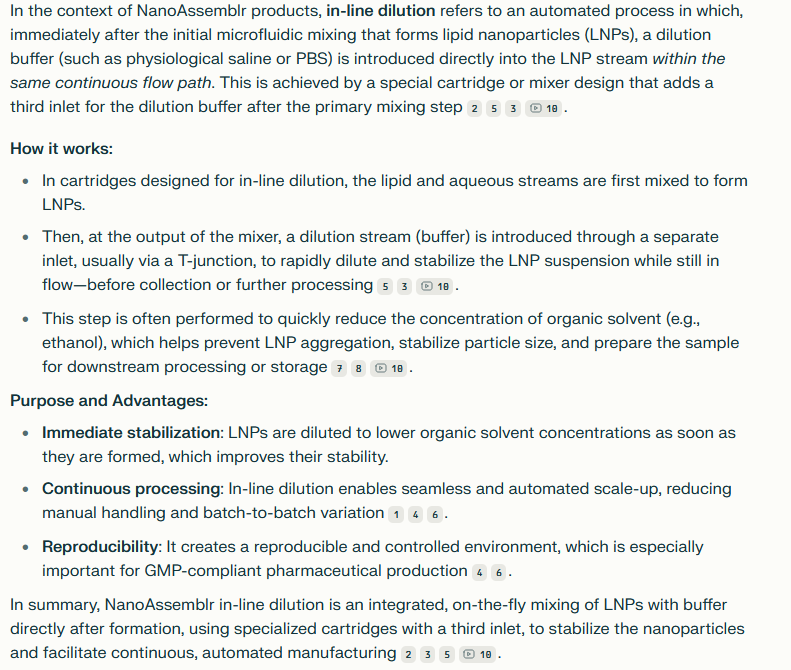 In the context of NanoAssemblr products, in-line dilution refers to an automated process in which,
immediately after the initial microfluidic mixing that forms lipid nanoparticles (LNPs), a dilution
buffer (such as physiological saline or PBS) is introduced directly into the LNP stream within the
same continuous flow path. This is achieved by a special cartridge or mixer design that adds a
third inlet for the dilution buffer after the primary mixing step 2 5 3 10 .
How it works:
• In cartridges designed for in-line dilution, the lipid and aqueous streams are first mixed to form
LNPs.
• Then, at the output of the mixer, a dilution stream (buffer) is introduced through a separate
inlet, usually via a T-junction, to rapidly dilute and stabilize the LNP suspension while still in
flow—before collection or further processing 5 3 10 .
• This step is often performed to quickly reduce the concentration of organic solvent (e.g.,
ethanol), which helps prevent LNP aggregation, stabilize particle size, and prepare the sample
for downstream processing or storage 7 8 10 .
Purpose and Advantages:
• Immediate stabilization: LNPs are diluted to lower organic solvent concentrations as soon as
they are formed, which improves their stability.
• Continuous processing: In-line dilution enables seamless and automated scale-up, reducing
manual handling and batch-to-batch variation 1 4 6 .
• Reproducibility: It creates a reproducible and controlled environment, which is especially
important for GMP-compliant pharmaceutical production 4 6 .
In summary, NanoAssemblr in-line dilution is an integrated, on-the-fly mixing of LNPs with buffer
directly after formation, using specialized cartridges with a third inlet, to stabilize the nanoparticles
and facilitate continuous, automated manufacturing 2 3 5 10 .